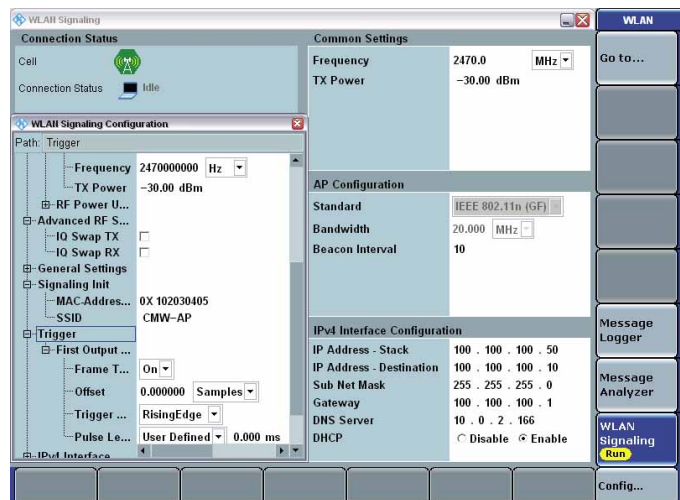 WLAN Signaling
WLAN
Connection Status
Cell
Connection Status Idle
Common Settings
Frequency 2470.0 MHz
TX Power −30.00 dBm
AP Configuration
Standard IEEE 802.11n (GF)
Bandwidth 20.000 MHz
Beacon Interval 10
IPv4 Interface Configuration
IP Address - Stack 100 . 100 . 100 . 50
IP Address - Destination 100 . 100 . 100 . 10
Sub Net Mask 255 . 255 . 255 . 0
Gateway 100 . 100 . 100 . 1
DNS Server 10 . 0 . 2 . 166
DHCP Disable Enable
WLAN Signaling Configuration
Path: Trigger
Frequency 2470000000 Hz
TX Power −30.00 dBm
RF Power U...
Advanced RF S...
IQ Swap TX
IQ Swap RX
General Settings
Signaling Init
MAC-Addres... 0X 102030405
SSID CMW−AP
Trigger
First Output ...
Frame T... On
Offset 0.000000 Samples
Trigger ... RisingEdge
Pulse Le... User Defined 0.000 ms
IPv4 Interface
Go to...
Message
Logger
Message
Analyzer
WLAN
Signaling
Run
Config...